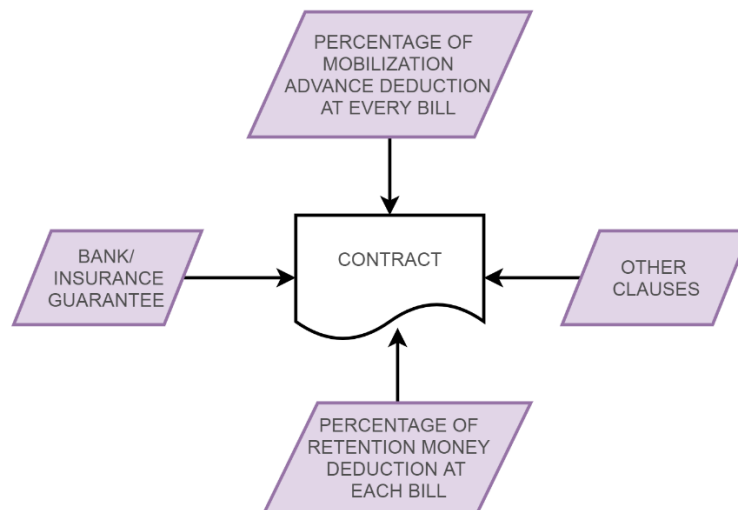 PERCENTAGE OF
MOBILIZATION
ADVANCE DEDUCTION
AT EVERY BILL
BANK/
INSURANCE
GUARANTEE
CONTRACT
OTHER
CLAUSES
PERCENTAGE OF
RETENTION MONEY
DEDUCTION AT
EACH BILL